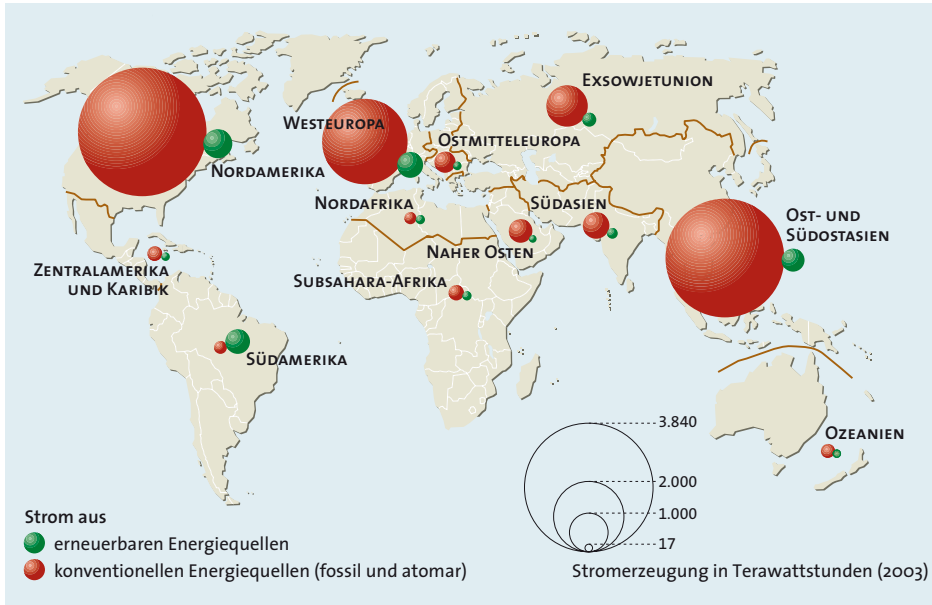 Exsowjetunion
Westeuropa
Ostmitteleuropa
Nordamerika
Nordafrika
Südasien
Ost- und
Südostasien
Naher Osten
Zentralamerika
und Karibik
Subsahara-Afrika
Südamerika
Ozeanien
3.840
2.000
1.000
17
Strom aus
erneuerbaren Energiequellen
konventionellen Energiequellen (fossil und atomar)
Stromerzeugung in Terawattstunden (2003)